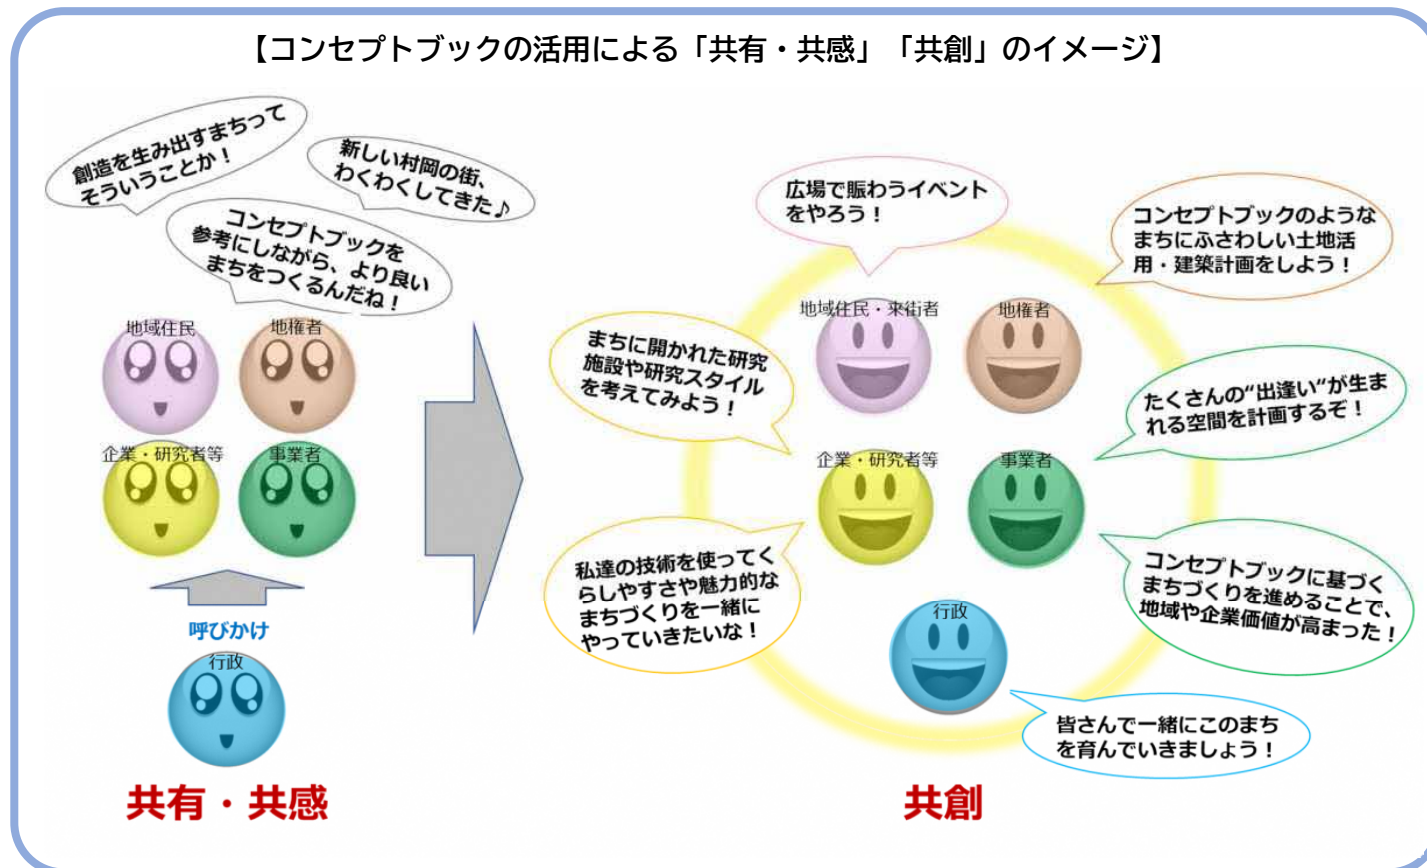 【コンセプトブックの活用による「共有・共感」「共創」のイメージ】
創造を生み出すまちって
そういうことか！
新しい村岡の街、
わくわくしてきた♪
コンセプトブックを
参考にしながら、より良い
まちをつくるんだね！
地域住民
地権者
企業・研究者等
事業者
呼びかけ
行政
共有・共感
広場で賑わうイベント
をやろう！
コンセプトブックのような
まちにふさわしい土地活
用・建築計画をしよう！
地域住民・来街者
地権者
まちに開かれた研究
施設や研究スタイル
を考えてみよう！
たくさんの“出逢い“が生ま
れる空間を計画するぞ！
企業・研究者等
事業者
私達の技術を使ってく
らしやすさや魅力的な
まちづくりを一緒に
やっていきたいな！
コンセプトブックに基づく
まちづくりを進めることで、
地域や企業価値が高まった！
行政
皆さんで一緒にこのまち
を育んでいきましょう！
共創